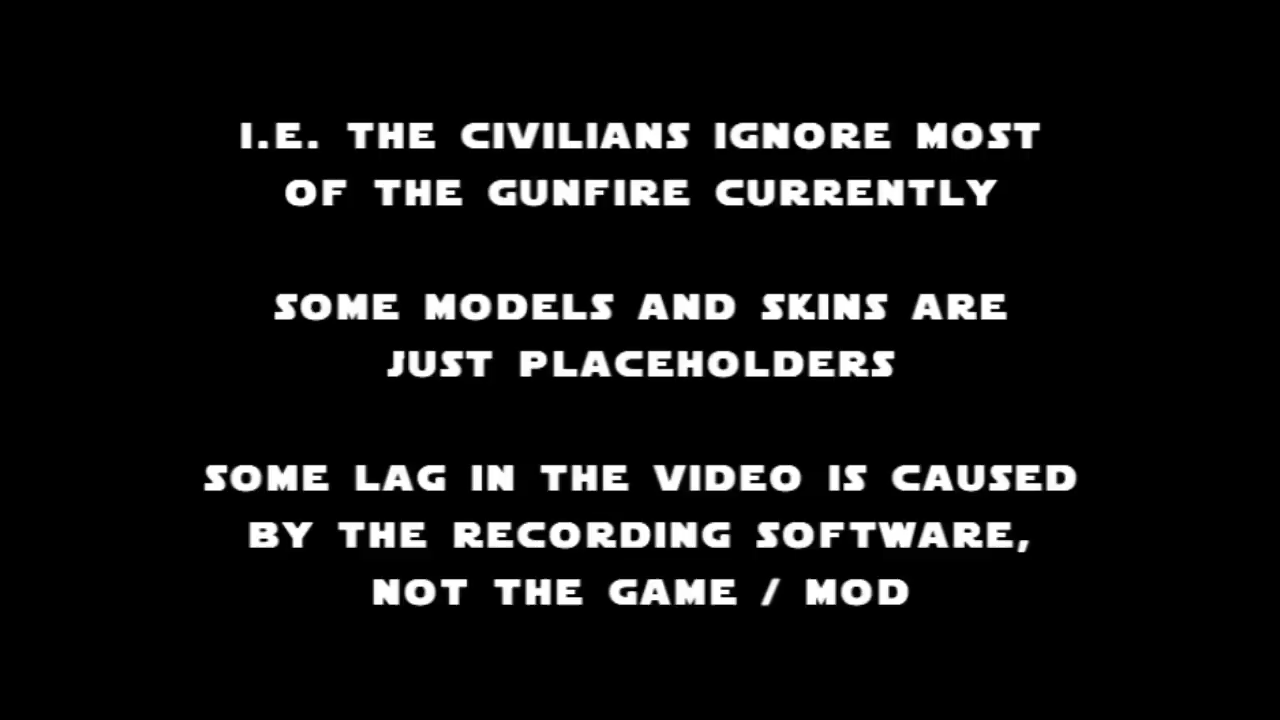 I.E. THE CIVILIANS IGNORE MOST
OF THE GUNFIRE CURRENTLY
SOME MODELS AND SKINS ARE
JUST PLACEHOLDERS
SOME LAG IN THE VIDEO IS CAUSED
BY THE RECORDING SOFTWARE,
NOT THE GAME / MOD